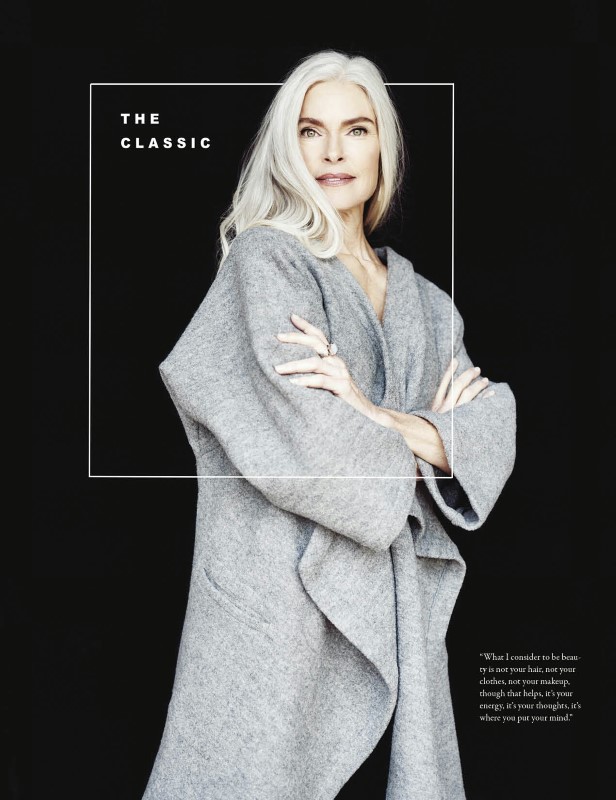 THE
CLASSIC
“What I consider to be beau-
ty is not your hair, not your
clothes, not your makeup,
though that helps, it’s your
energy, it’s your thoughts, it’s
where you put your mind.”